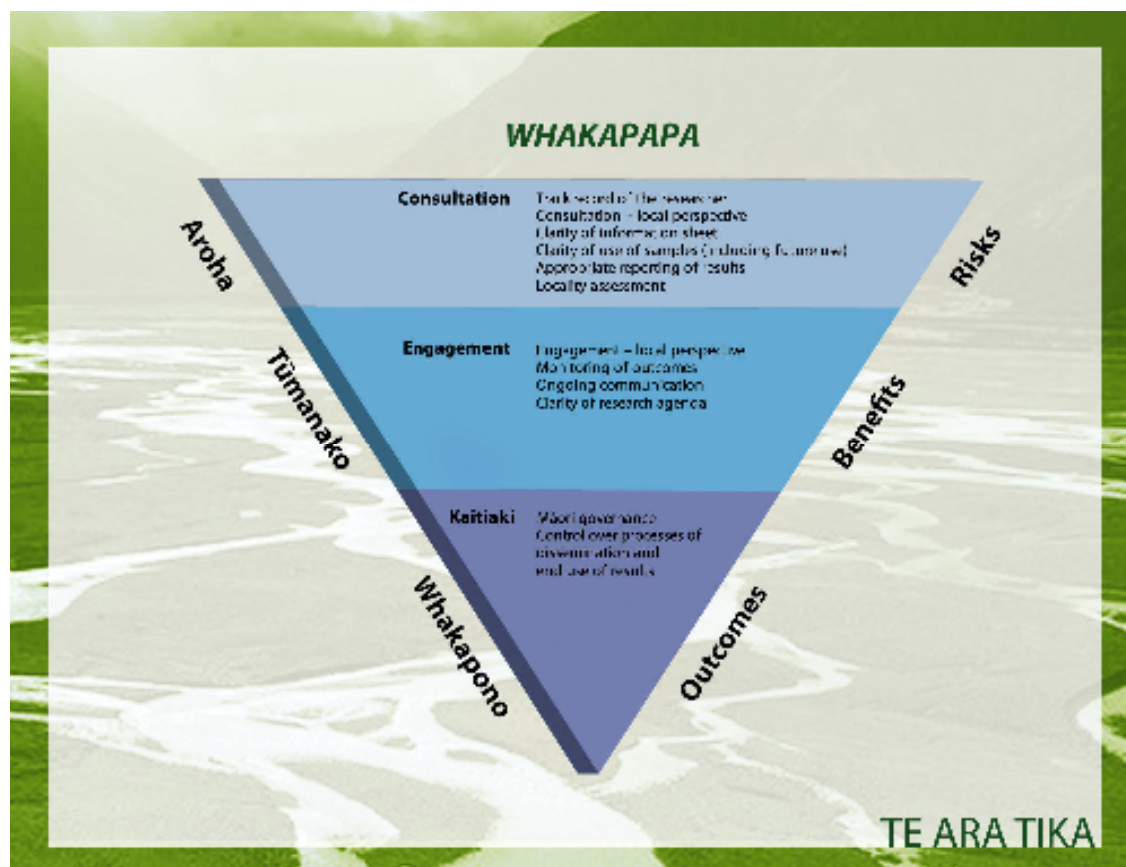 WHAKAPAPA
Consultation
Track record of the researcher
Consultation – local perspective
Clarity of information sheet
Clarity of use of samples (including future use)
Appropriate reporting of results
Locality assessment
Aroha
Risks
Engagement
Engagement – local perspective
Monitoring of outcomes
Ongoing communication
Clarity of research agenda
Tūmanako
Benefits
Kaitiaki
Māori governance
Control over processes of
dissemination and
end use of results
Whakapono
Outcomes
TE ARA TIKA